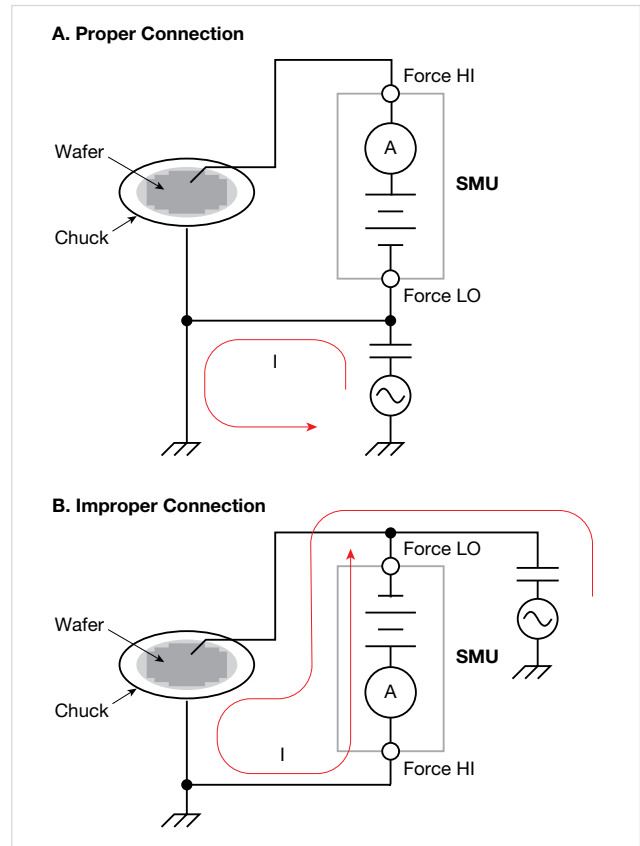 A. Proper Connection
Force HI
A
Wafer
SMU
Chuck
Force LO
I
B. Improper Connection
Force LO
Wafer
SMU
A
Chuck
I
Force HI